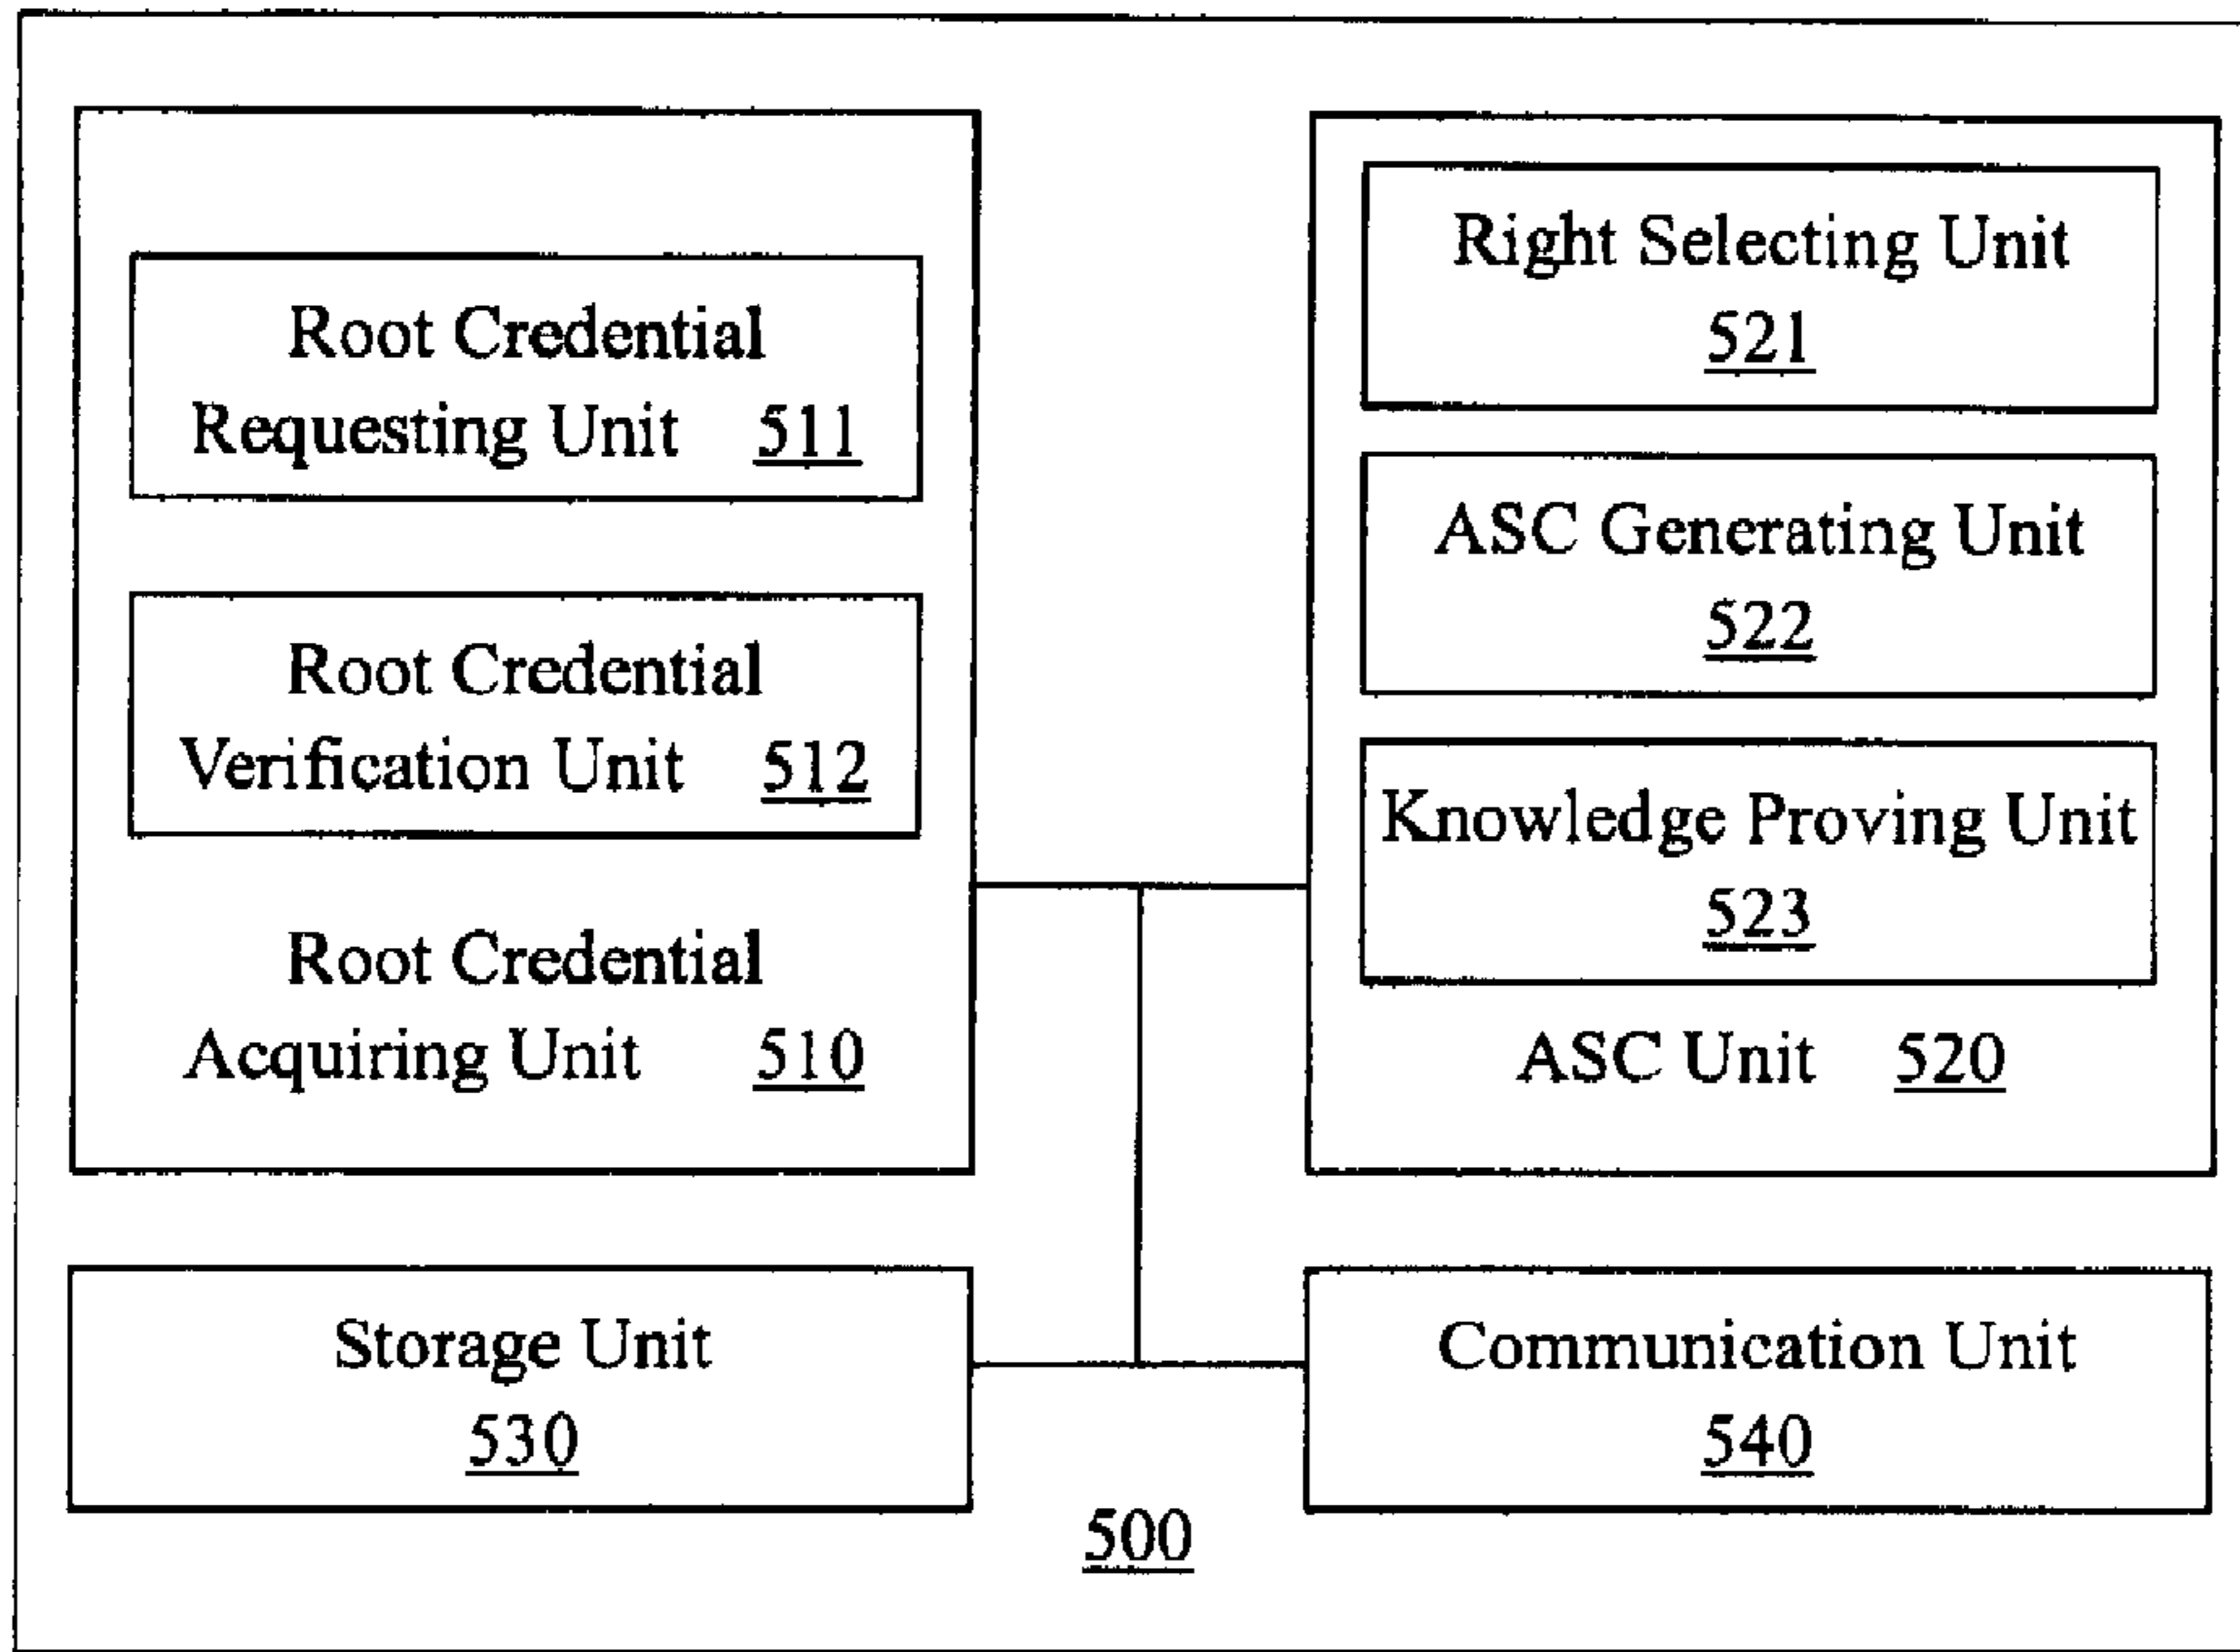 Root Credential
Requesting Unit 511
Root Credential
Verification Unit 512
Root Credential
Acquiring Unit 510
Right Selecting Unit
521
ASC Generating Unit
522
Knowledge Proving Unit
523
ASC Unit 520
Storage Unit
530
Communication Unit
540
500